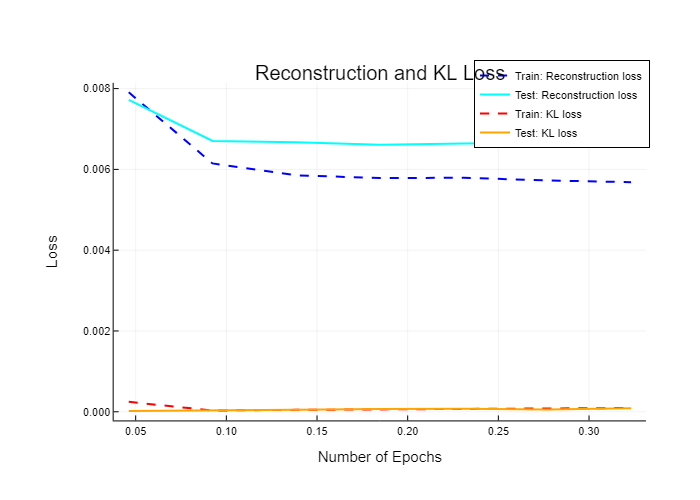 Reconstruction and KL Loss
Train: Reconstruction loss
Test: Reconstruction loss
Train: KL loss
Test: KL loss
Loss
0.008
0.006
0.004
0.002
0.000
0.05 0.10 0.15 0.20 0.25 0.30
Number of Epochs